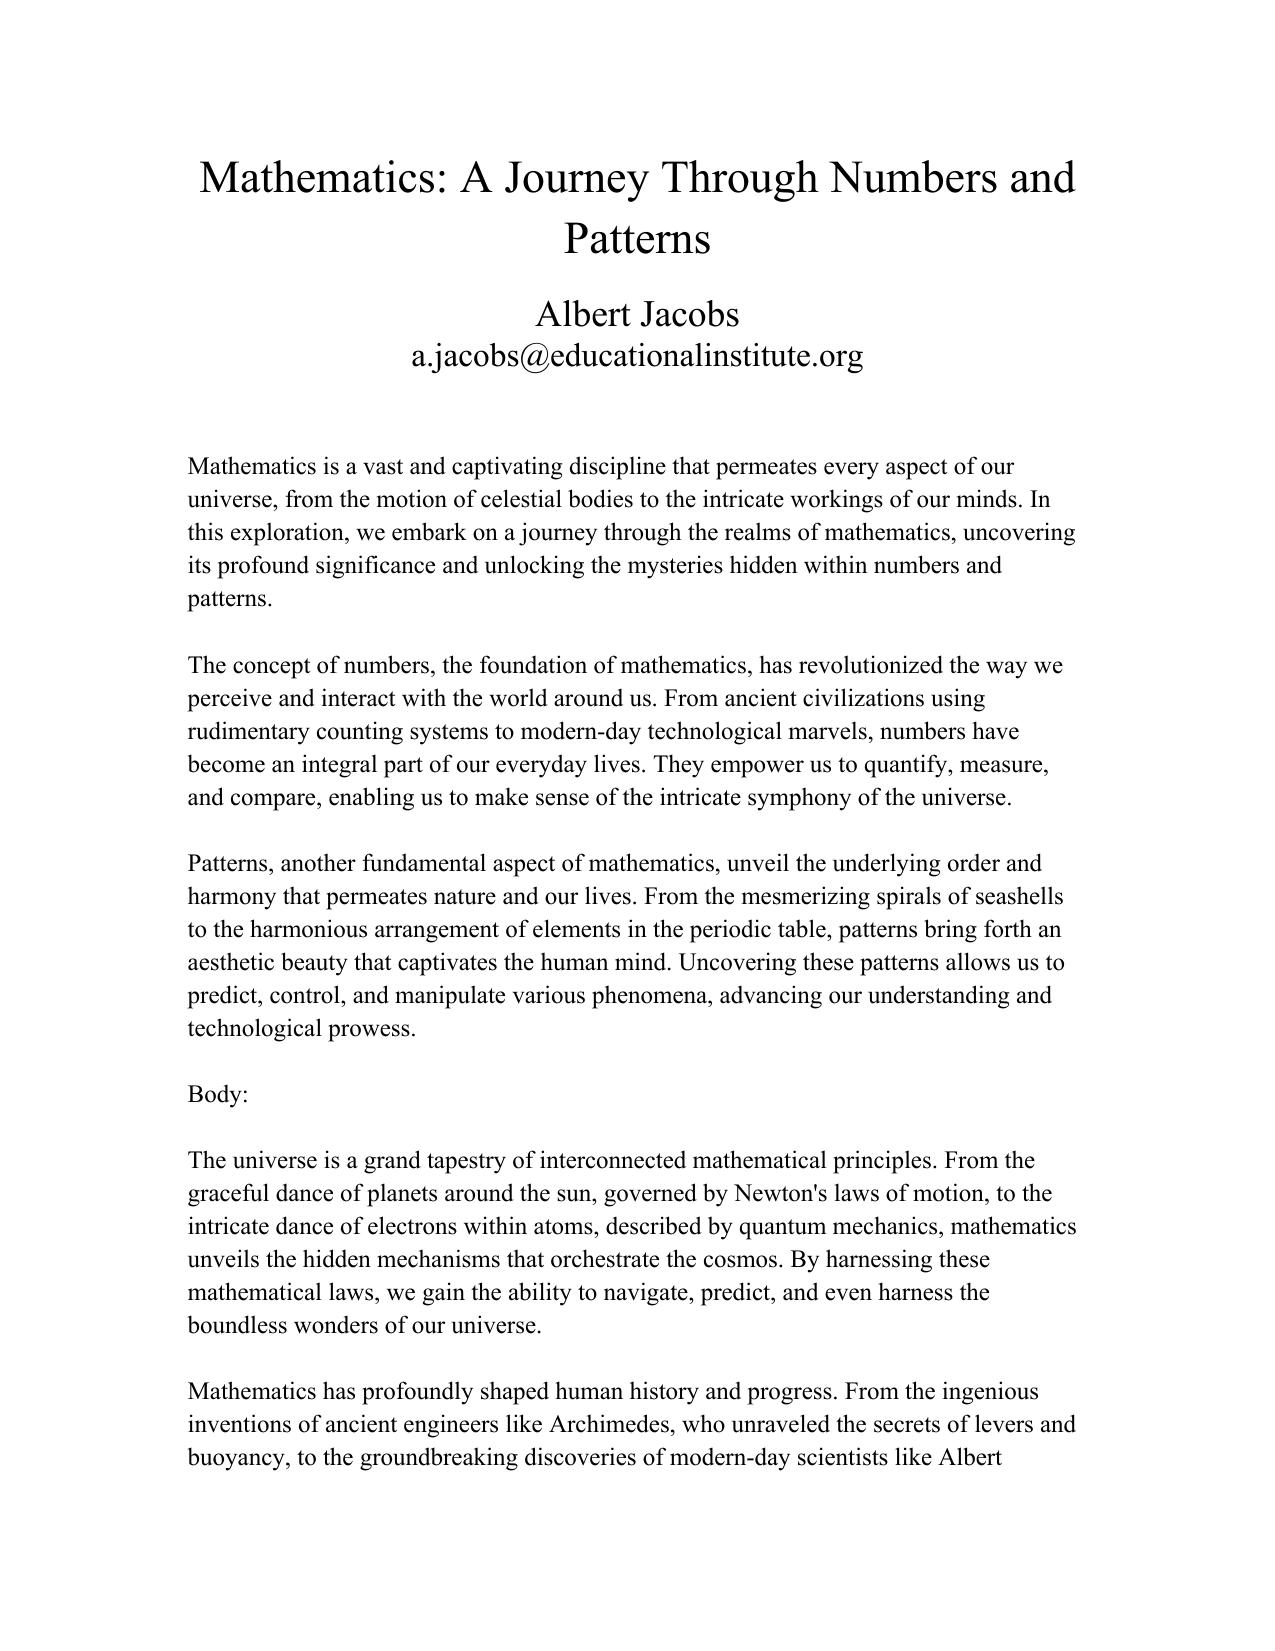 Mathematics: A Journey Through Numbers and
Patterns
Albert Jacobs
a.jacobs@educationalinstitute.org
Mathematics is a vast and captivating discipline that permeates every aspect of our
universe, from the motion of celestial bodies to the intricate workings of our minds. In
this exploration, we embark on a journey through the realms of mathematics, uncovering
its profound significance and unlocking the mysteries hidden within numbers and
patterns.
The concept of numbers, the foundation of mathematics, has revolutionized the way we
perceive and interact with the world around us. From ancient civilizations using
rudimentary counting systems to modern-day technological marvels, numbers have
become an integral part of our everyday lives. They empower us to quantify, measure,
and compare, enabling us to make sense of the intricate symphony of the universe.
Patterns, another fundamental aspect of mathematics, unveil the underlying order and
harmony that permeates nature and our lives. From the mesmerizing spirals of seashells
to the harmonious arrangement of elements in the periodic table, patterns bring forth an
aesthetic beauty that captivates the human mind. Uncovering these patterns allows us to
predict, control, and manipulate various phenomena, advancing our understanding and
technological prowess.
Body:
The universe is a grand tapestry of interconnected mathematical principles. From the
graceful dance of planets around the sun, governed by Newton's laws of motion, to the
intricate dance of electrons within atoms, described by quantum mechanics, mathematics
unveils the hidden mechanisms that orchestrate the cosmos. By harnessing these
mathematical laws, we gain the ability to navigate, predict, and even harness the
boundless wonders of our universe.
Mathematics has profoundly shaped human history and progress. From the ingenious
inventions of ancient engineers like Archimedes, who unraveled the secrets of levers and
buoyancy, to the groundbreaking discoveries of modern-day scientists like Albert